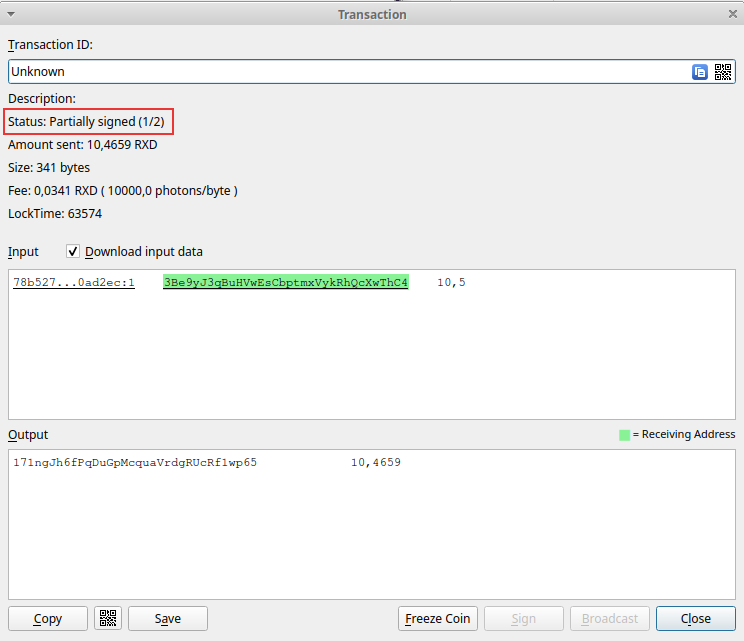 Transaction
Transaction ID:
Unknown
Description:
Status: Partially signed (1/2)
Amount sent: 10,4659 RXD
Size: 341 bytes
Fee: 0,0341 RXD ( 10000,0 photons/byte )
LockTime: 63574
Input Download input data
78b527...0ad2ec:1 3Be9yJ3qBuHVwEsCbptmxVykRhQcXwThC4 10,5
Output = Receiving Address
171ngJh6fPqDuGpMcquaVrdgRUcRf1wp65 10,4659
Copy Save Freeze Coin Sign Broadcast Close